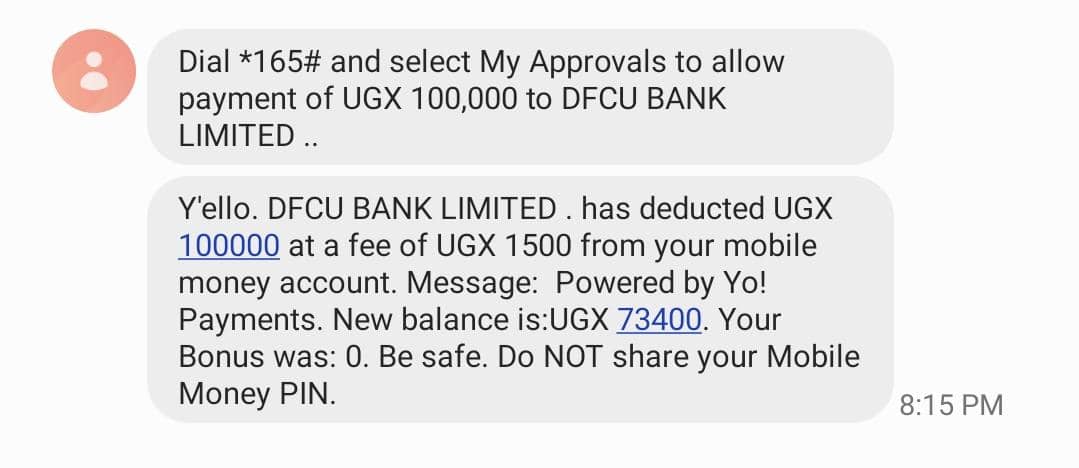 Dial *165# and select My Approvals to allow
payment of UGX 100,000 to DFCU BANK
LIMITED ..
Y'ello. DFCU BANK LIMITED . has deducted UGX
100000 at a fee of UGX 1500 from your mobile
money account. Message:  Powered by Yo!
Payments. New balance is:UGX 73400. Your
Bonus was: 0. Be safe. Do NOT share your Mobile
Money PIN.
8:15 PM